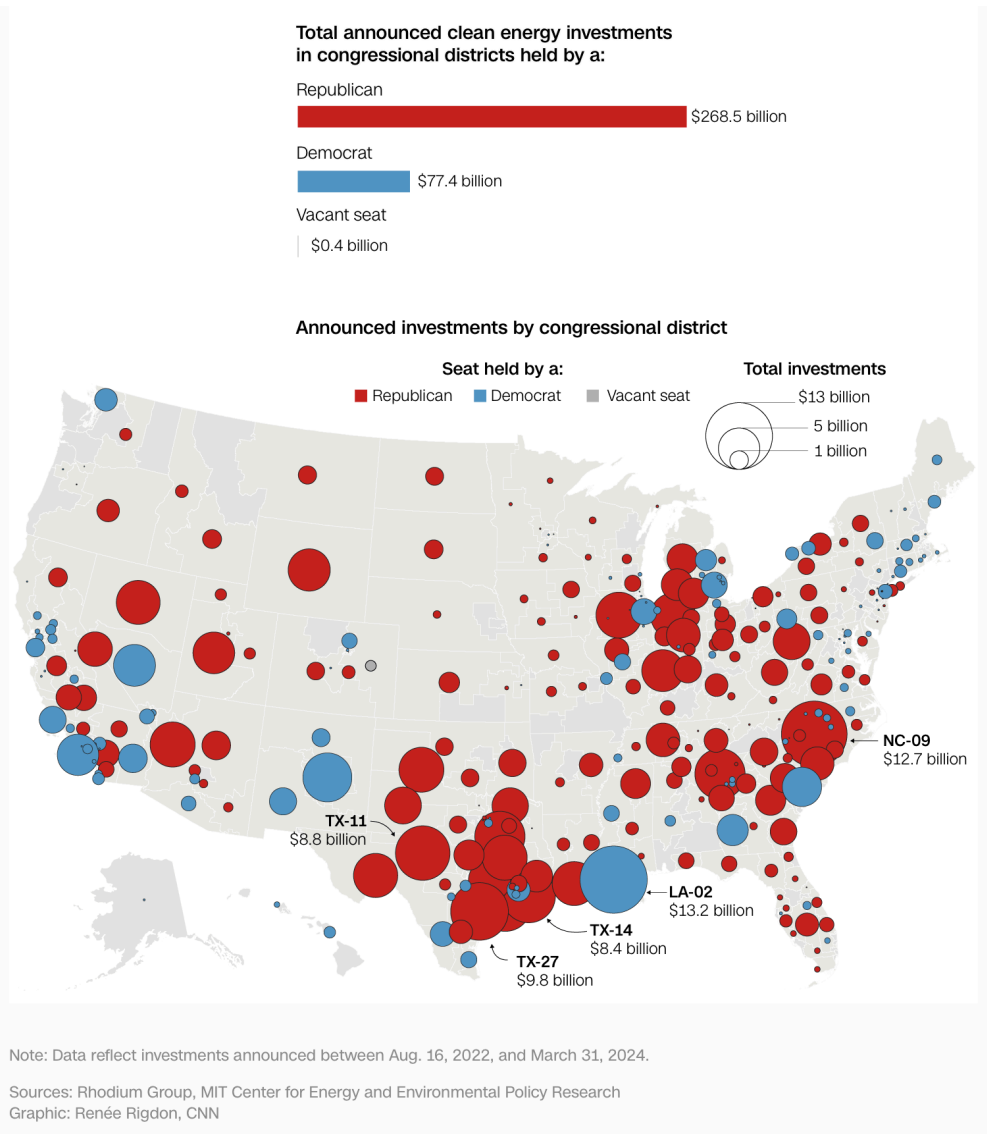 Total announced clean energy investments
in congressional districts held by a:
Republican
$268.5 billion
Democrat
$77.4 billion
Vacant seat
$0.4 billion
Announced investments by congressional district
Seat held by a:
Republican
Democrat
Vacant seat
Total investments
$13 billion
5 billion
1 billion
NC-09
$12.7 billion
TX-11
$8.8 billion
LA-02
$13.2 billion
TX-14
$8.4 billion
TX-27
$9.8 billion
Note: Data reflect investments announced between Aug. 16, 2022, and March 31, 2024.
Sources: Rhodium Group, MIT Center for Energy and Environmental Policy Research
Graphic: Renée Rigdon, CNN